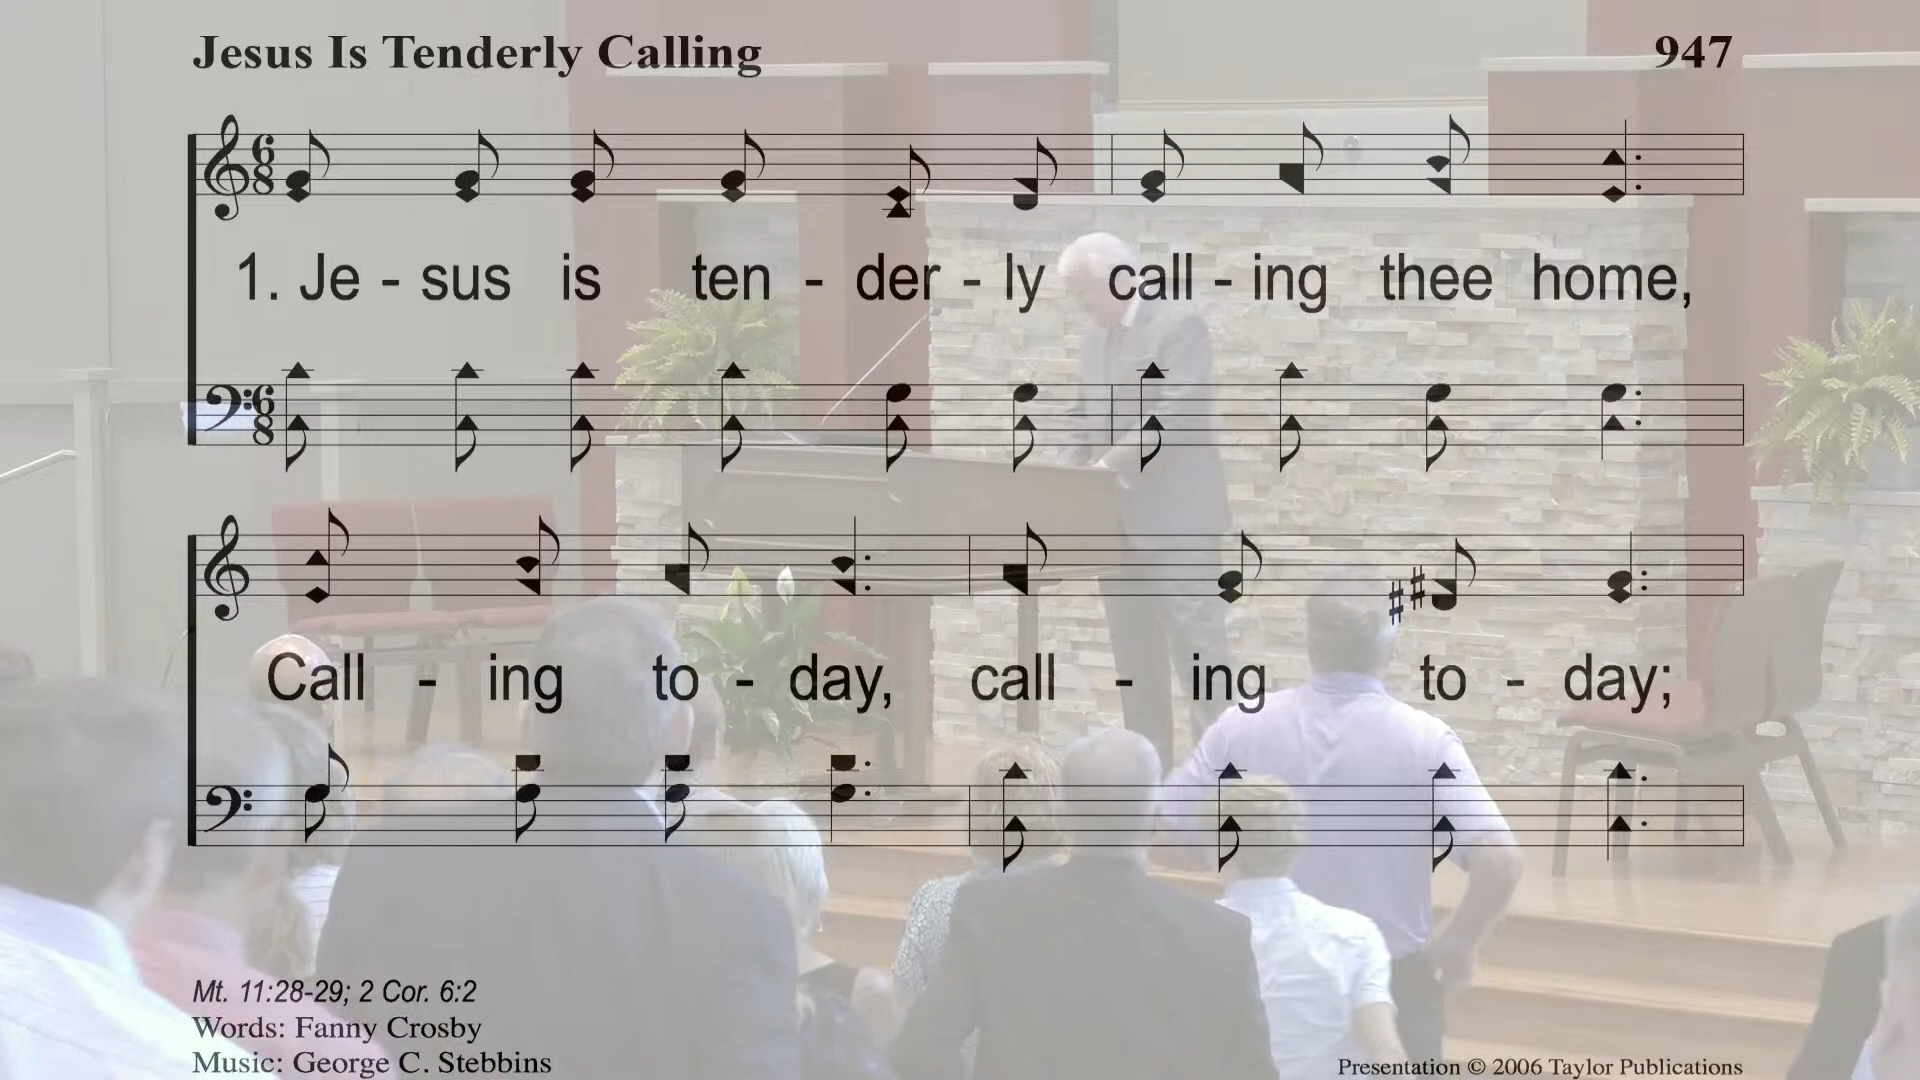 Jesus Is Tenderly Calling 947
1. Je - sus is ten - der - ly call - ing thee home,
Call - ing to - day, call - ing to - day;
Mt. 11:28-29; 2 Cor. 6:2
Words: Fanny Crosby
Music: George C. Stebbins
Presentation © 2006 Taylor Publications